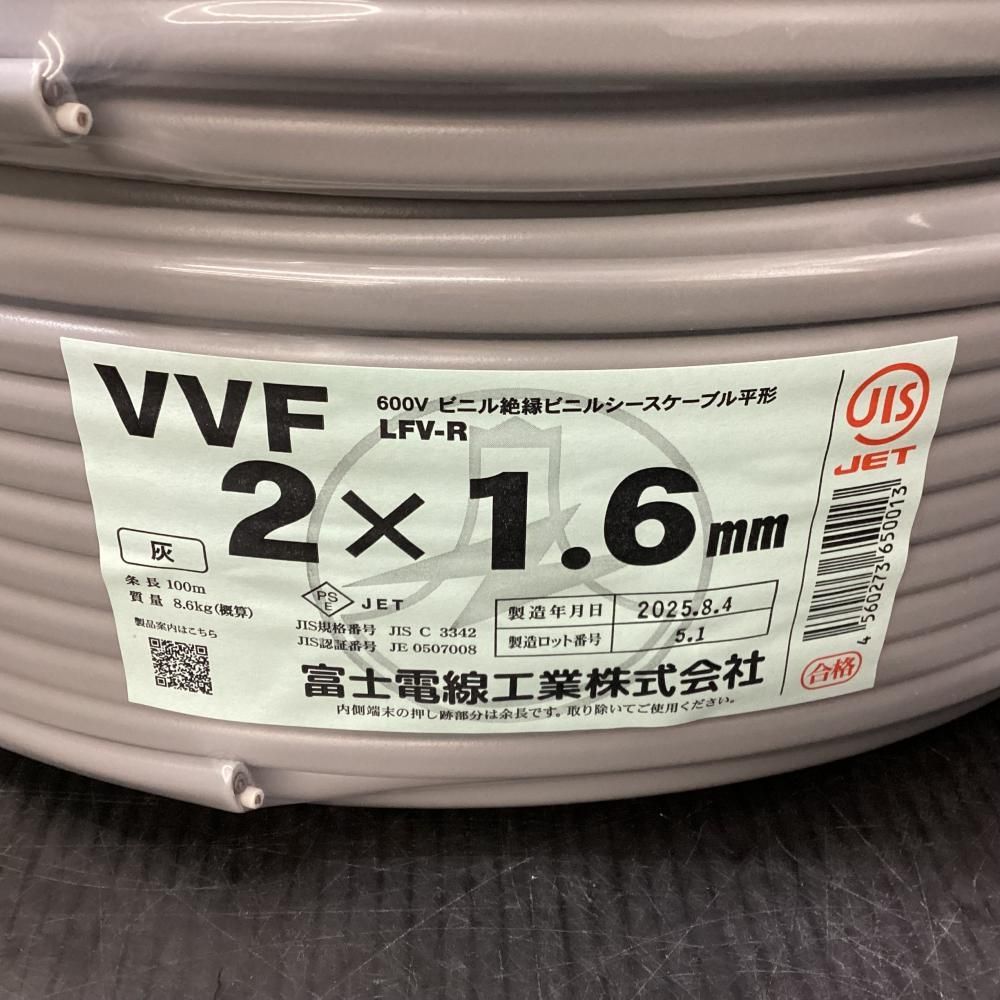 VVF
600V ビニル絶縁ビニルシースケーブル平形
LFV-R
2×1.6mm
灰
条長 100m
質量 8.6kg(概算)
製品案内はこちら
PS
E
JET
JIS規格番号 JIS C 3342
JIS認証番号 JE 0507008
製造年月日 2025.8.4
製造ロット番号 5.1
富士電線工業株式会社
内側端末の押し跡部分は余長です。取り除いてご使用ください。
JIS
JET
4560273650013
合格